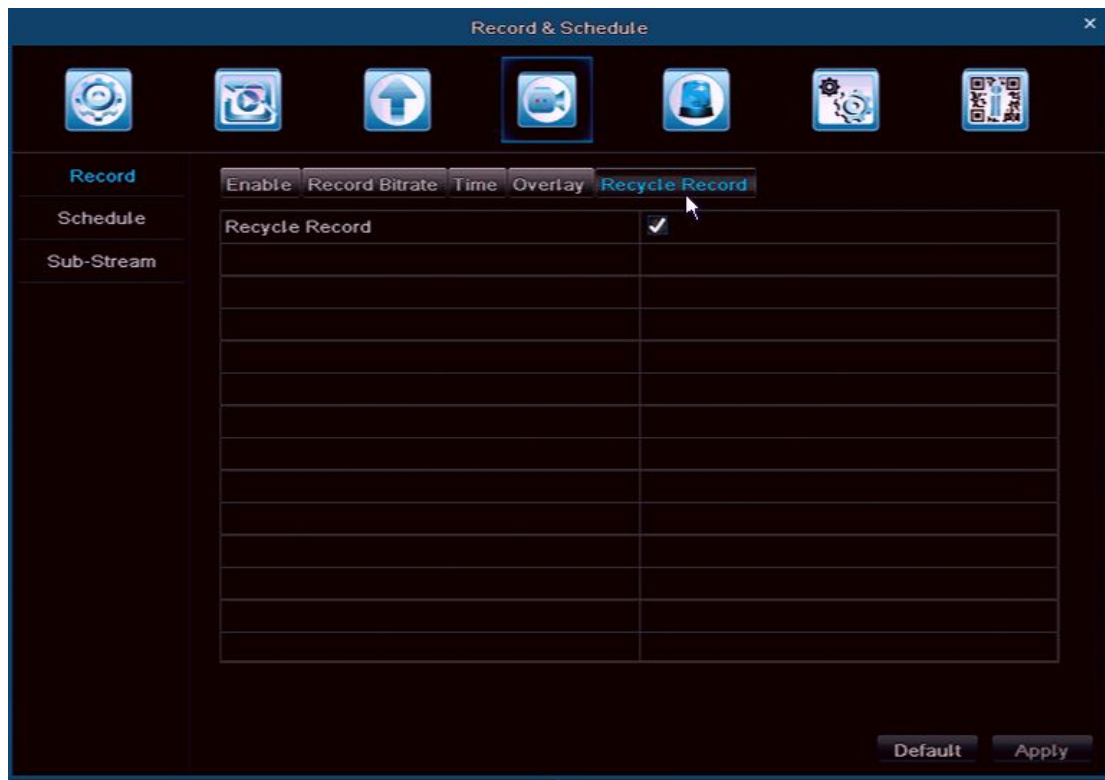 Record & Schedule
Record
Schedule
Sub-Stream
Enable Record Bitrate Time Overlay Recycle Record
Recycle Record
Default Apply